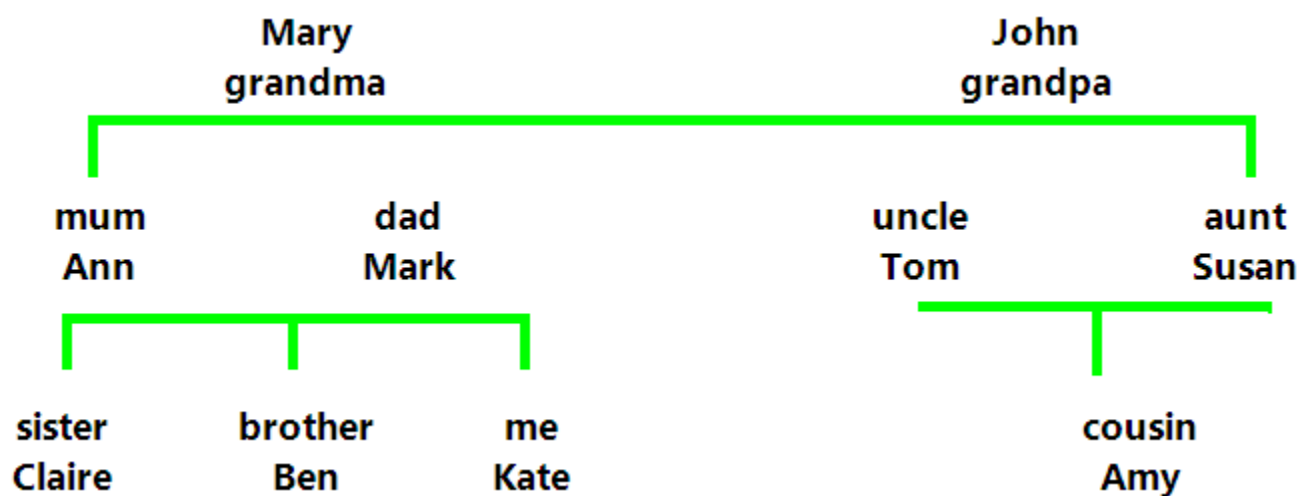 Mary John
grandma grandpa
mum dad uncle aunt
Ann Mark Tom Susan
sister brother me cousin
Claire Ben Kate Amy